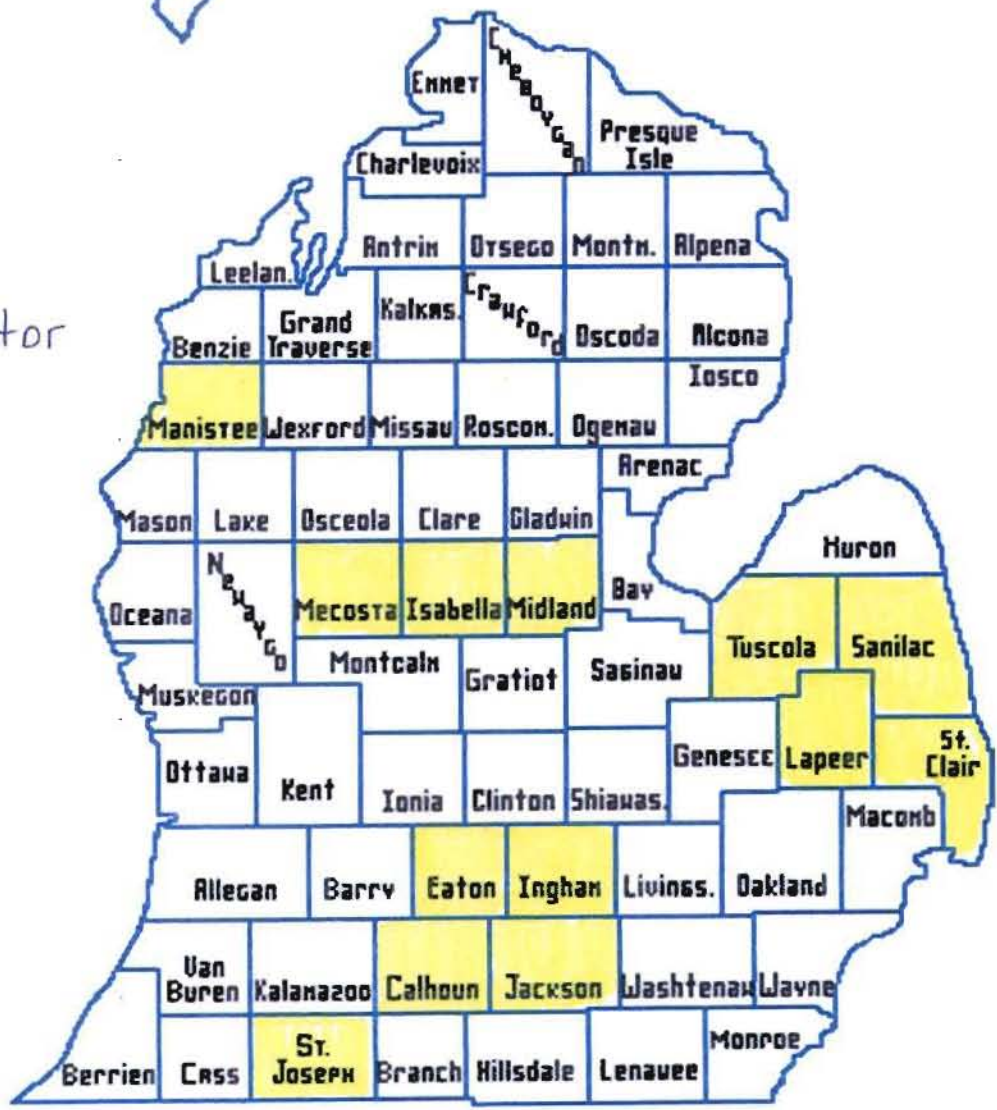 Emmet
Cheboygan
Presque
Isle
Charlevoix
Antrim
Otsego
Montm.
Alpena
Leelan.
tor
Benzie
Grand
Traverse
Kalkas.
Crawford
Oscoda
Alcona
Iosco
Manistee
Wexford
Missau
Roscom.
Ogemaw
Arenac
Mason
Lake
Osceola
Clare
Gladwin
Huron
Oceana
Newaygo
Mecosta
Isabella
Midland
Bay
Tuscola
Sanilac
Montcalm
Gratiot
Saginaw
Muskegon
Ottawa
Kent
Ionia
Clinton
Shiawas.
Genesee
Lapeer
St.
Clair
Macomb
Allegan
Barry
Eaton
Ingham
Livings.
Oakland
Van
Buren
Kalamazoo
Calhoun
Jackson
Washtenaw
Wayne
Berrien
Cass
St.
Joseph
Branch
Hillsdale
Lenawee
Monroe